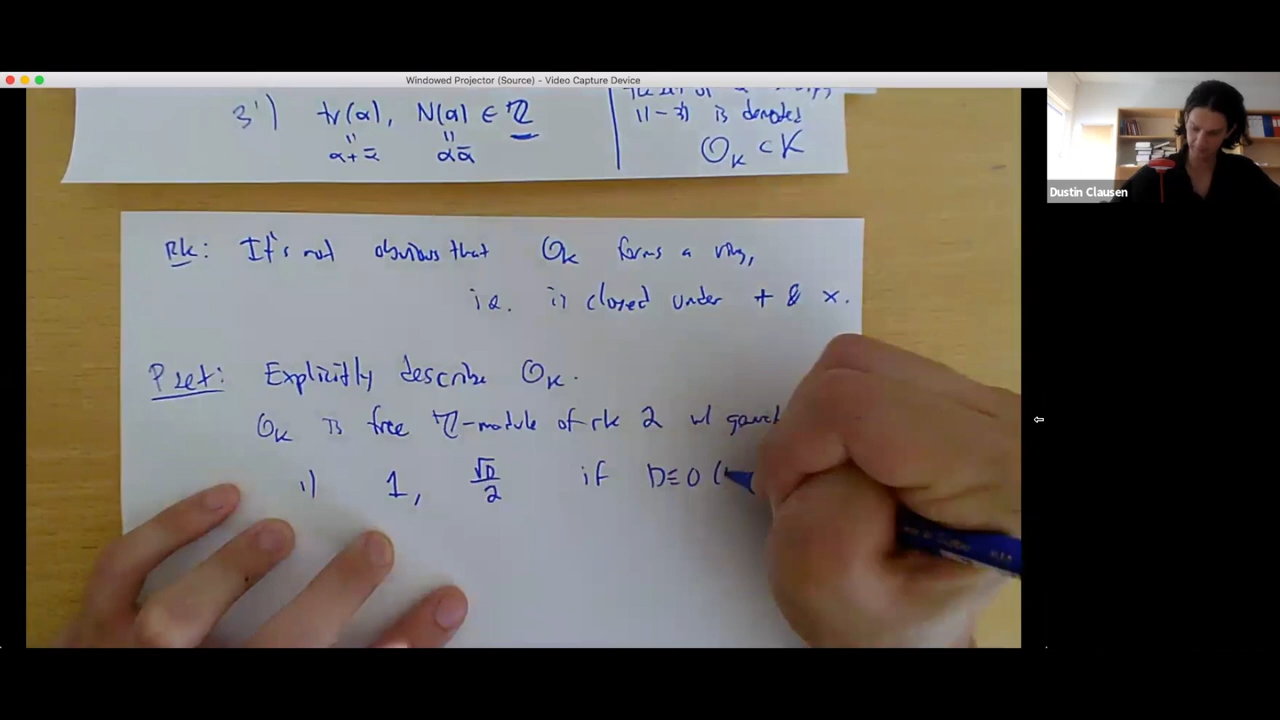 Windowed Projector (Source) - Video Capture Device
Dustin Clausen
3') tr(a), N(a) ∈ ℤ
α+ᾱ αᾱ
1) – 3) is denoted
O_K ⊂ K
Rk: It's not obvious that O_K forms a ring,
i.e. is closed under + & ×.
Pset: Explicitly describe O_K.
O_K is free ℤ-module of rk 2 w/
1) 1, √D/2 if D ≡ 0 (